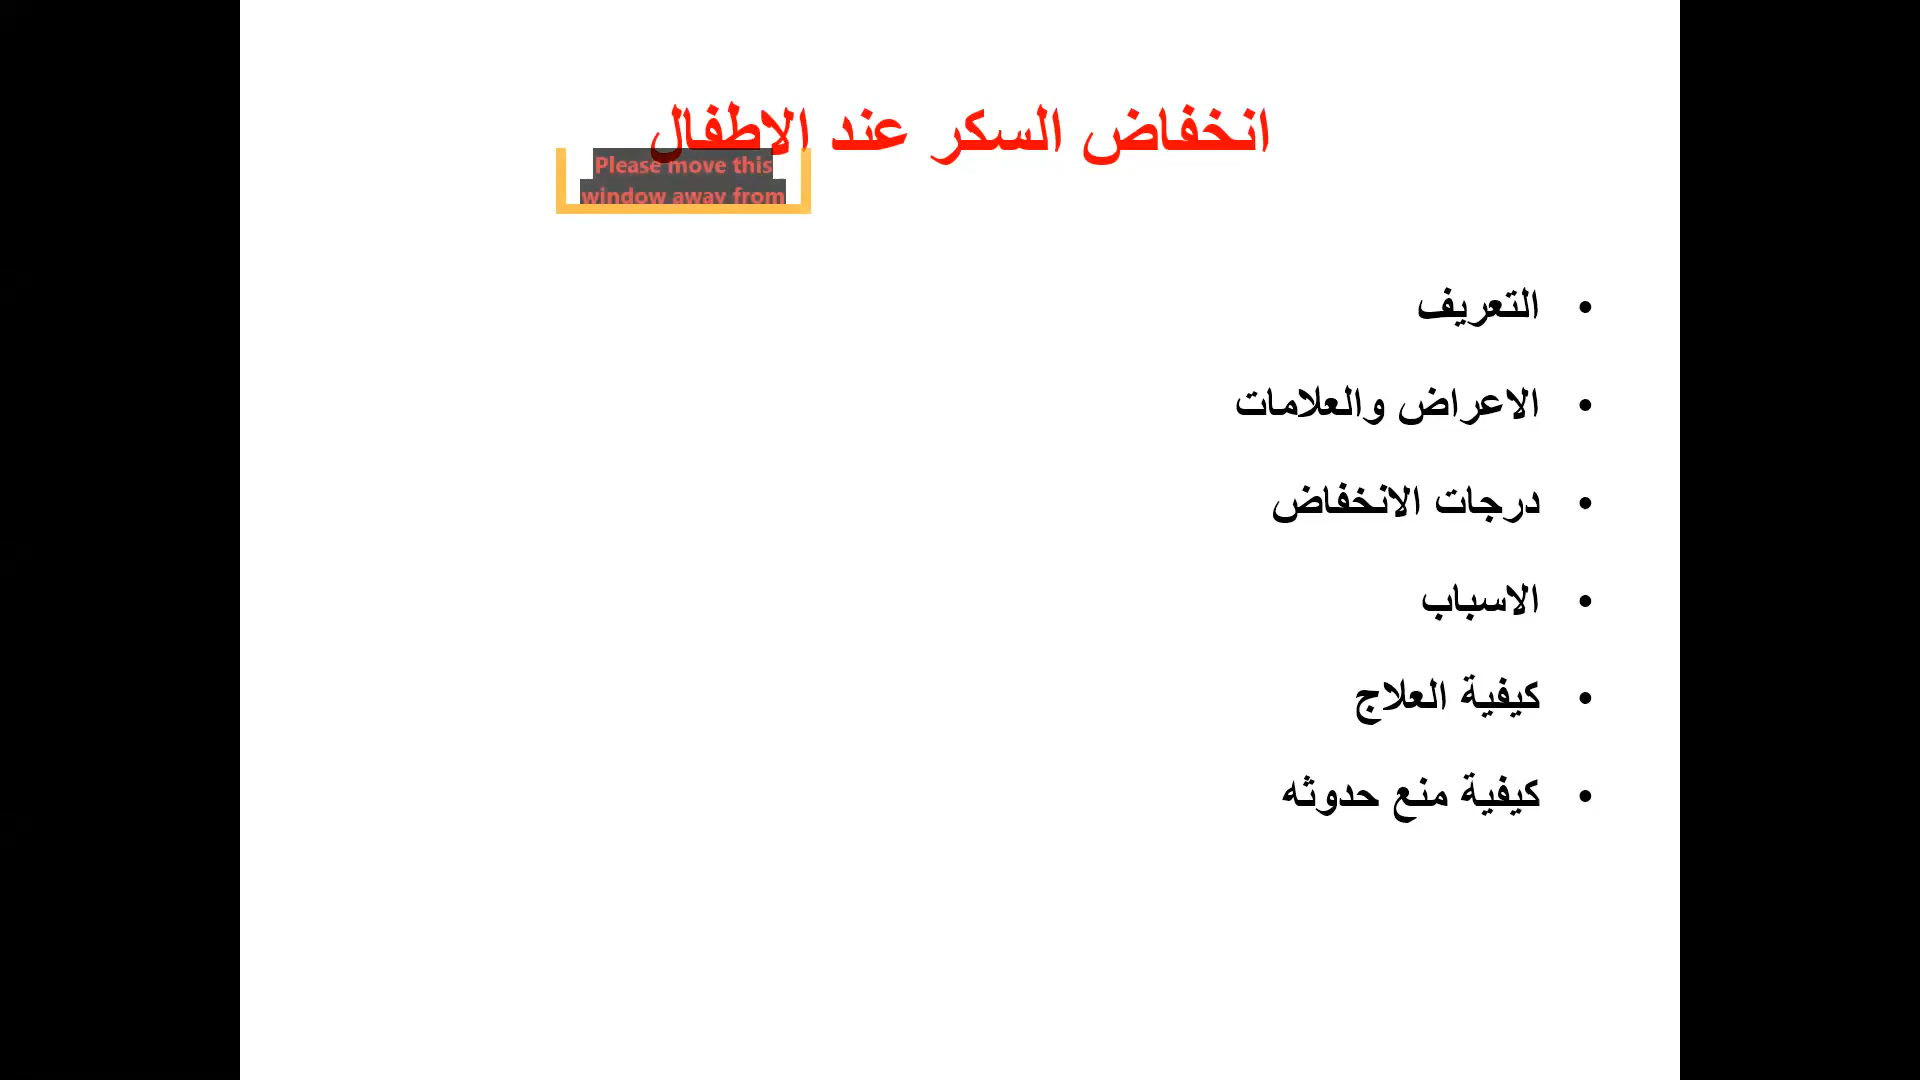 انخفاض السكر عند الاطفال
Please move this
window away from
• التعريف
• الاعراض والعلامات
• درجات الانخفاض
• الاسباب
• كيفية العلاج
• كيفية منع حدوثه